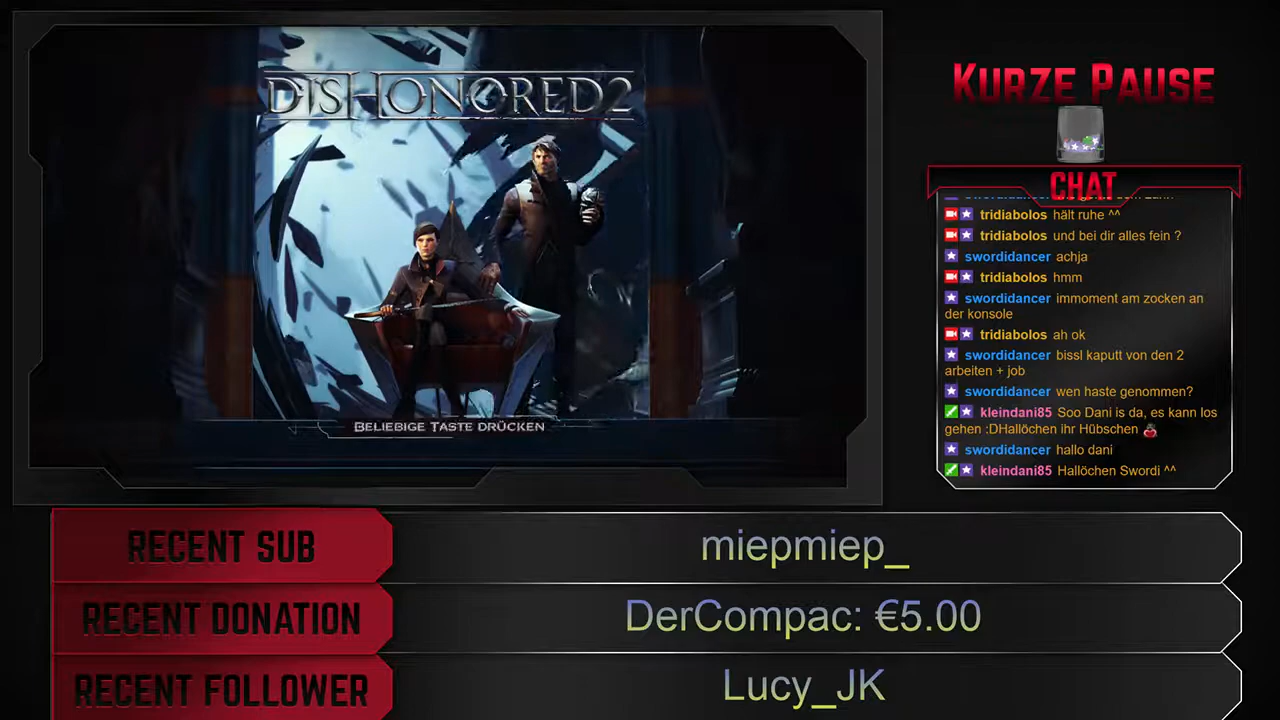 DISHONORED 2
BELIEBIGE TASTE DRÜCKEN
KURZE PAUSE
CHAT
tridiabolos hält ruhe ^^
tridiabolos und bei dir alles fein ?
swordidancer achja
tridiabolos hmm
swordidancer immoment am zocken an
der konsole
tridiabolos ah ok
swordidancer bissl kaputt von den 2
arbeiten + job
swordidancer wen haste genommen?
kleindani85 Soo Dani is da, es kann los
gehen :DHallöchen ihr Hübschen
swordidancer hallo dani
kleindani85 Hallöchen Swordi ^^
RECENT SUB
miepmiep_
RECENT DONATION
DerCompac: €5.00
RECENT FOLLOWER
Lucy_JK